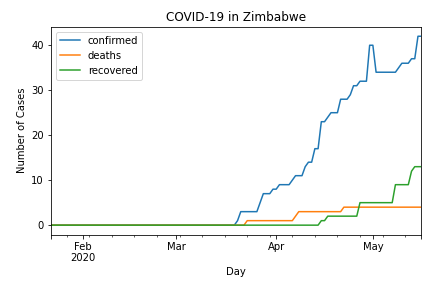 COVID-19 in Zimbabwe
confirmed
deaths
recovered
Number of Cases
40
30
20
10
0
Feb
2020
Mar
Apr
May
Day